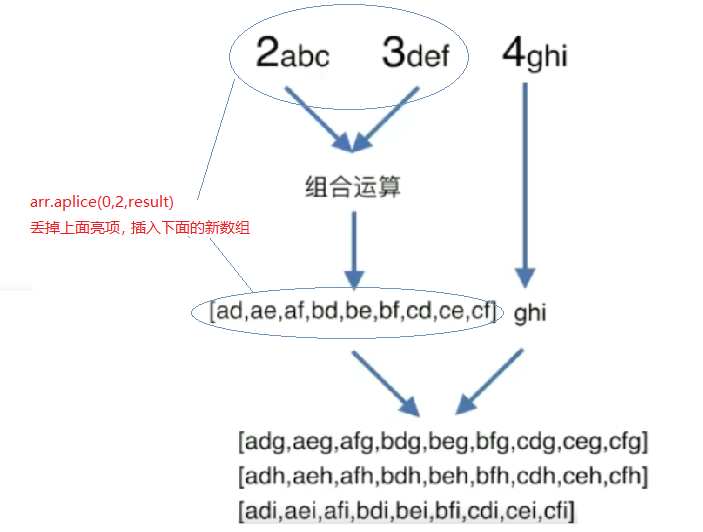 2abc 3def 4ghi
组合运算
arr.aplice(0,2,result)
丢掉上面亮项，插入下面的新数组
[ad,ae,af,bd,be,bf,cd,ce,cf] ghi
[adg,aeg,afg,bdg,beg,bfg,cdg,ceg,cfg]
[adh,aeh,afh,bdh,beh,bfh,cdh,ceh,cfh]
[adi,aei,afi,bdi,bei,bfi,cdi,cei,cfi]